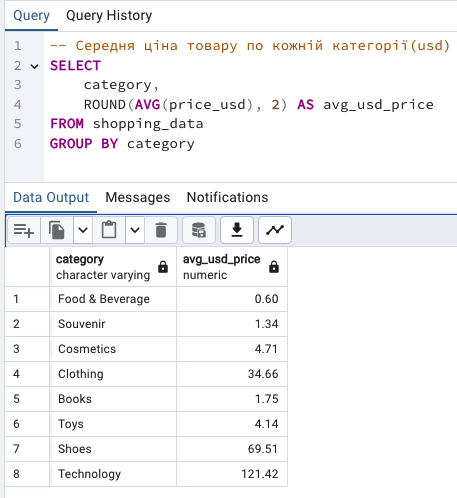 Query Query History
1 -- Середня ціна товару по кожній категорії(usd)
2 SELECT
3 category,
4 ROUND(AVG(price_usd), 2) AS avg_usd_price
5 FROM shopping_data
6 GROUP BY category
Data Output Messages Notifications
category avg_usd_price
character varying numeric
1 Food & Beverage 0.60
2 Souvenir 1.34
3 Cosmetics 4.71
4 Clothing 34.66
5 Books 1.75
6 Toys 4.14
7 Shoes 69.51
8 Technology 121.42